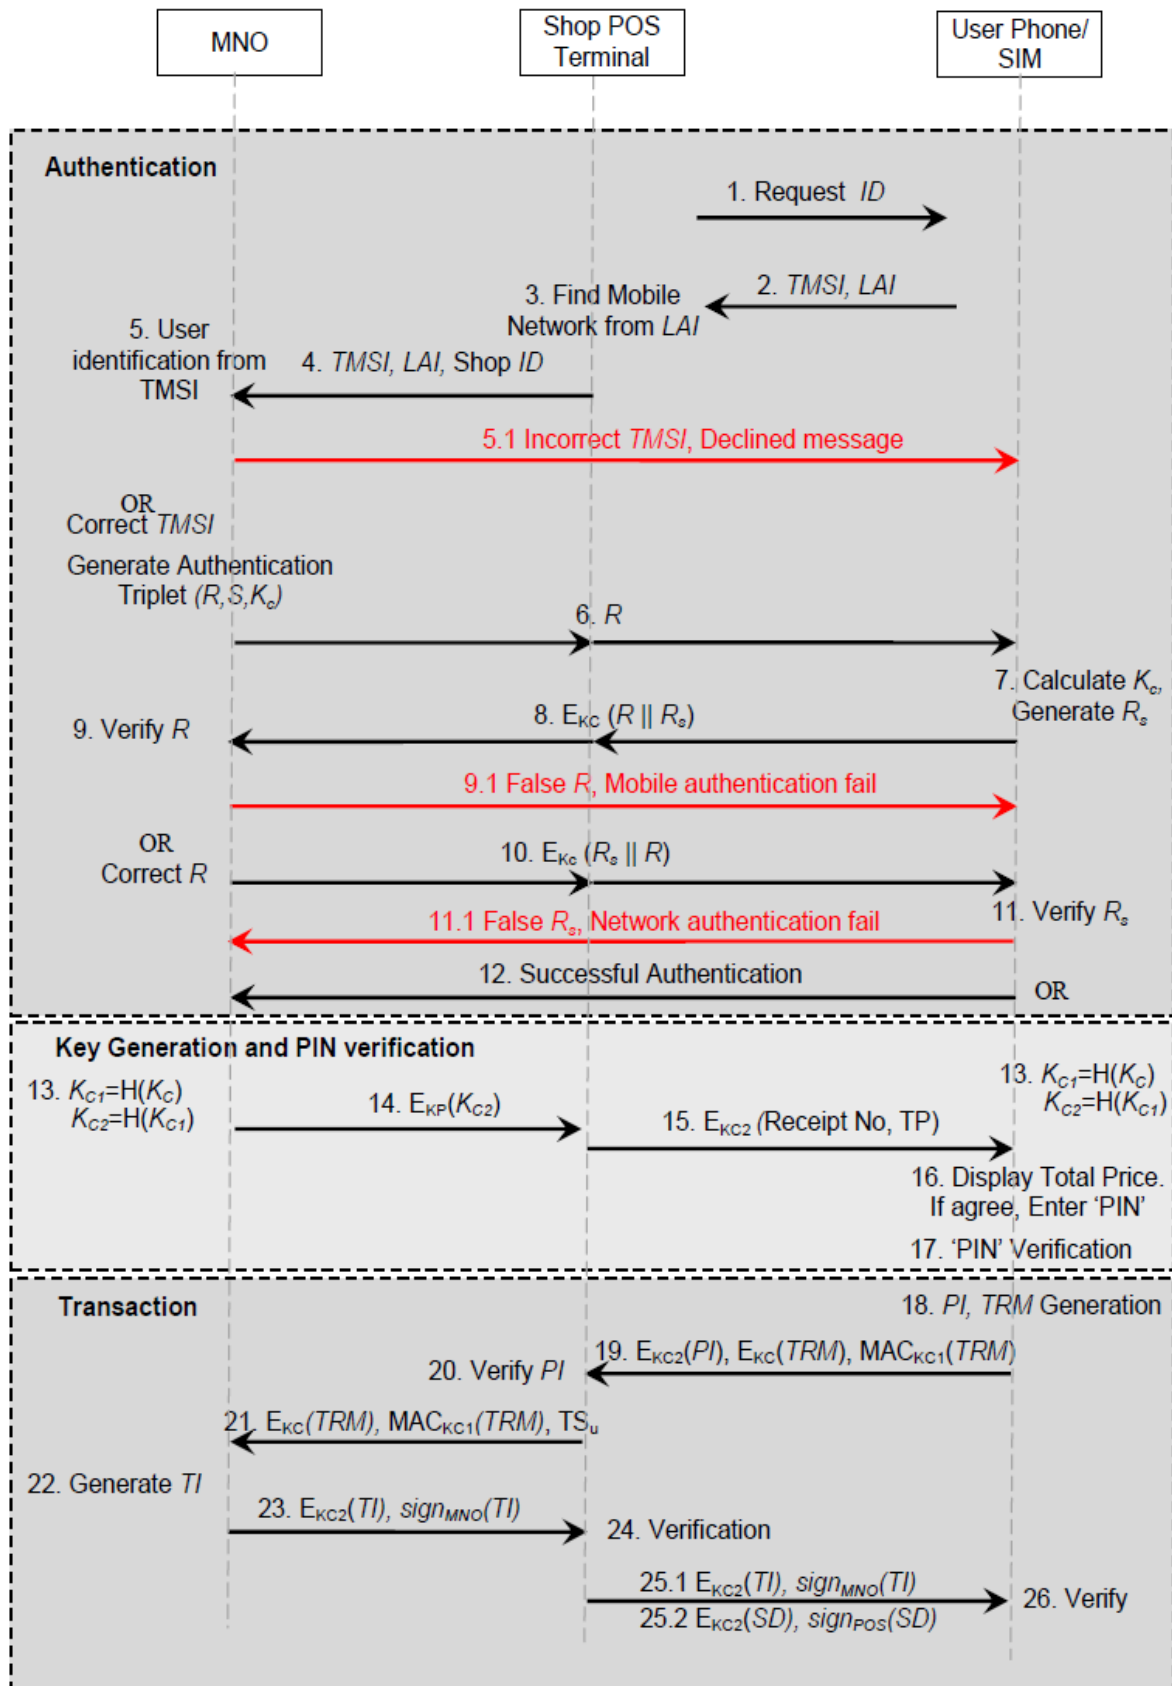 MNO
Shop POS
Terminal
User Phone/
SIM
Authentication
1. Request ID
2. TMSI, LAI
3. Find Mobile
Network from LAI
5. User
identification from
TMSI
4. TMSI, LAI, Shop ID
5.1 Incorrect TMSI, Declined message
OR
Correct TMSI
Generate Authentication
Triplet (R,S,Kc)
6. R
7. Calculate Kc,
Generate Rs
8. EKC (R || Rs)
9. Verify R
9.1 False R, Mobile authentication fail
OR
Correct R
10. EKc (Rs || R)
11. Verify Rs
11.1 False Rs, Network authentication fail
12. Successful Authentication
OR
Key Generation and PIN verification
13. KC1=H(KC)
KC2=H(KC1)
14. EKP(KC2)
13. KC1=H(KC)
KC2=H(KC1)
15. EKC2 (Receipt No, TP)
16. Display Total Price.
If agree, Enter ‘PIN’
17. ‘PIN’ Verification
Transaction
18. PI, TRM Generation
19. EKC2(PI), EKC(TRM), MACKC1(TRM)
20. Verify PI
21. EKC(TRM), MACKC1(TRM), TSu
22. Generate TI
23. EKC2(TI), signMNO(TI)
24. Verification
25.1 EKC2(TI), signMNO(TI)
25.2 EKC2(SD), signPOS(SD)
26. Verify